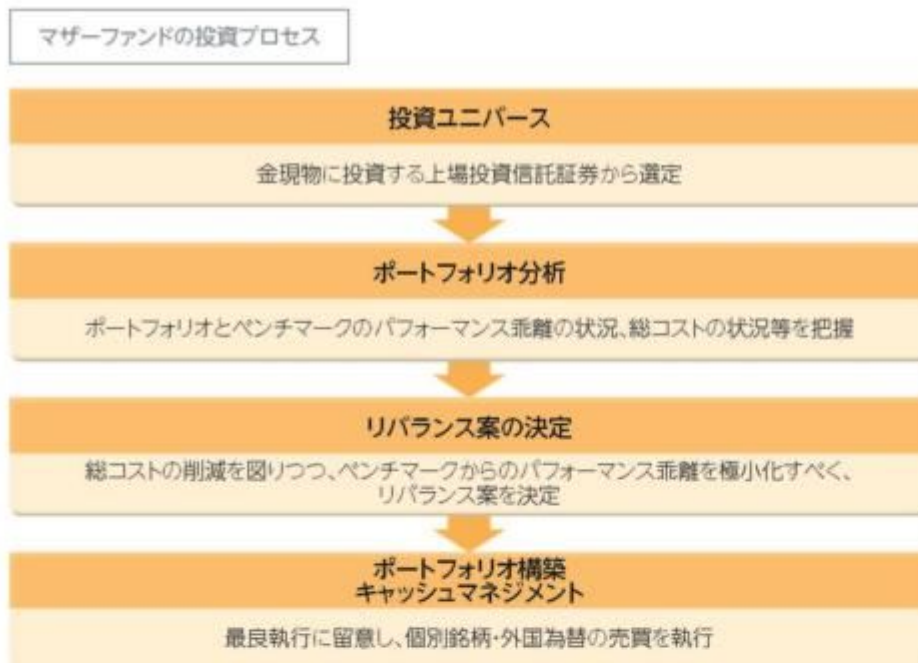 マザーファンドの投資プロセス
投資ユニバース
金現物に投資する上場投資信託証券から選定
ポートフォリオ分析
ポートフォリオとベンチマークのパフォーマンス乖離の状況、総コストの状況等を把握
リバランス案の決定
総コストの削減を図りつつ、ベンチマークからのパフォーマンス乖離を極小化すべく、
リバランス案を決定
ポートフォリオ構築
キャッシュマネジメント
最良執行に留意し、個別銘柄・外国為替の売買を執行